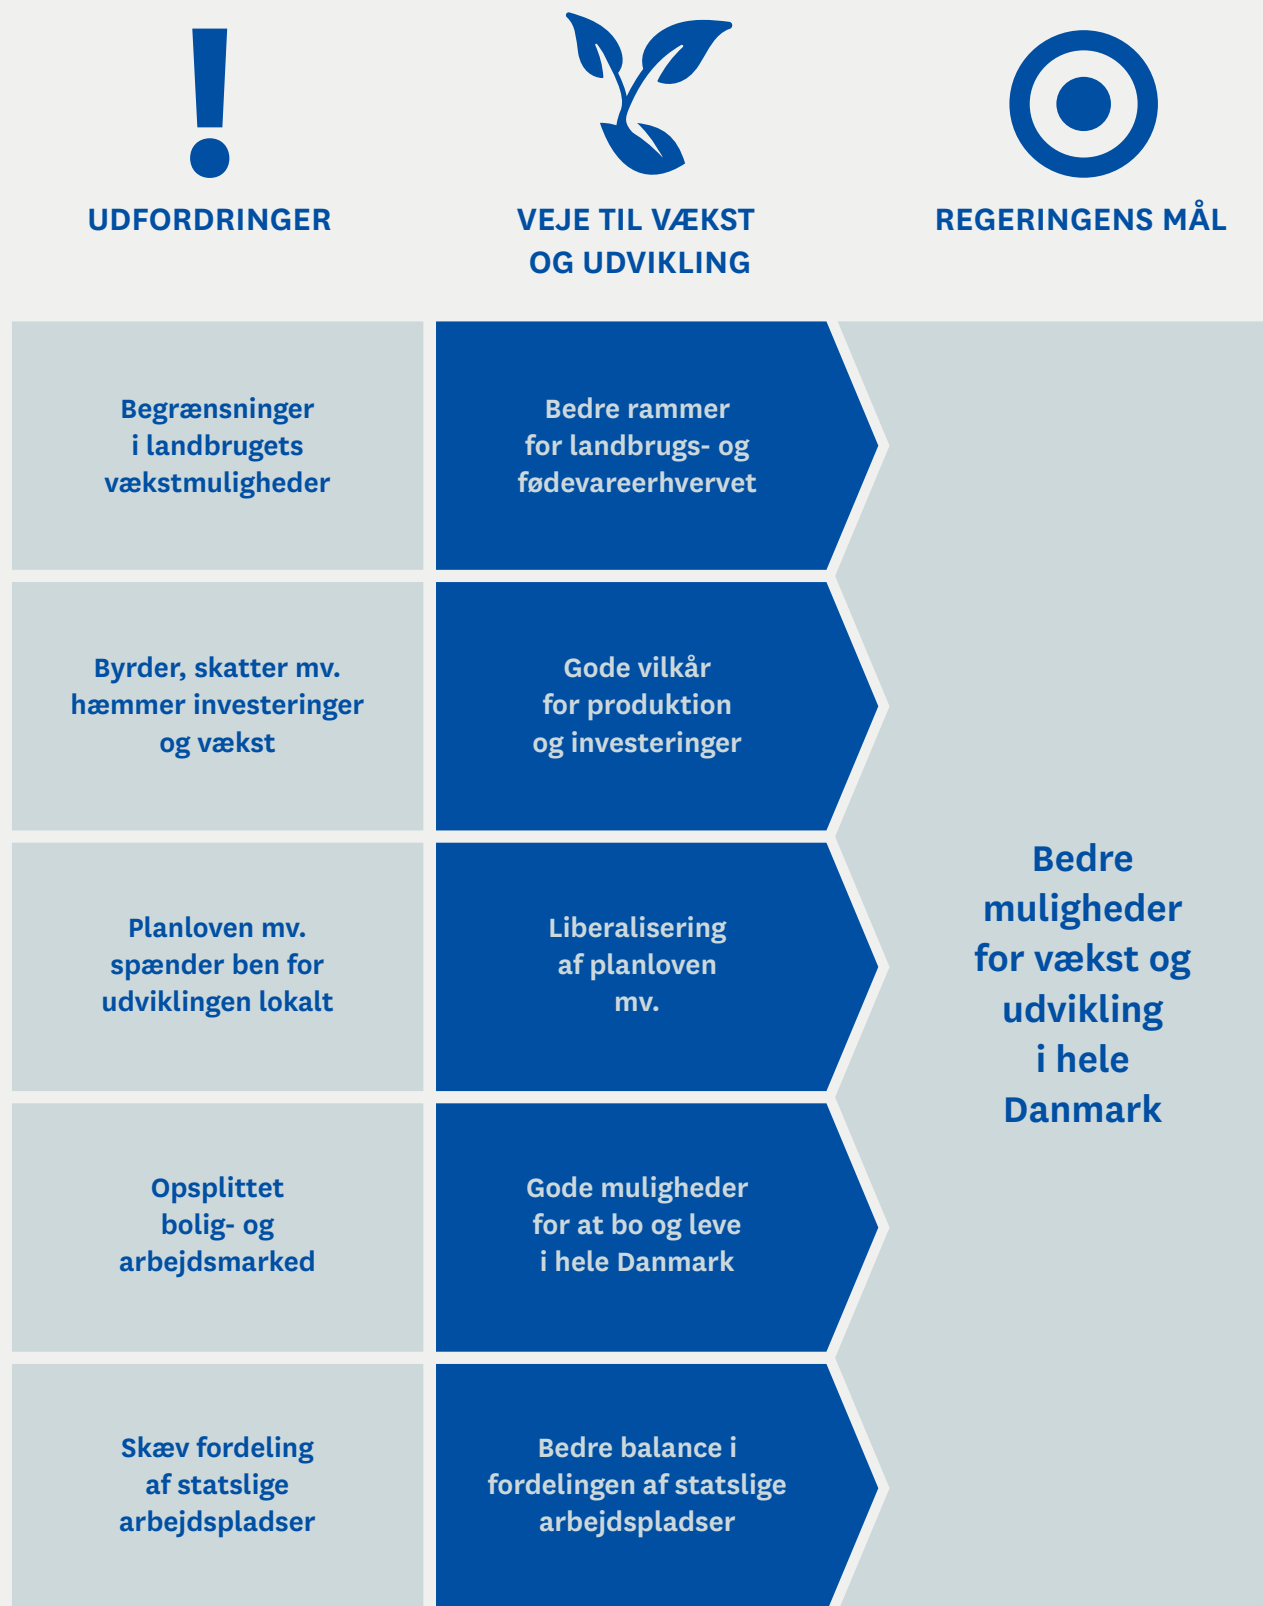 UDFORDRINGER
VEJE TIL VÆKST
OG UDVIKLING
REGERINGENS MÅL
Begrænsninger
i landbrugets
vækstmuligheder
Bedre rammer
for landbrugs- og
fødevareerhvervet
Byrder, skatter mv.
hæmmer investeringer
og vækst
Gode vilkår
for produktion
og investeringer
Planloven mv.
spænder ben for
udviklingen lokalt
Liberalisering
af planloven
mv.
Opsplittet
bolig- og
arbejdsmarked
Gode muligheder
for at bo og leve
i hele Danmark
Skæv fordeling
af statslige
arbejdspladser
Bedre balance i
fordelingen af statslige
arbejdspladser
Bedre
muligheder
for vækst og
udvikling
i hele
Danmark